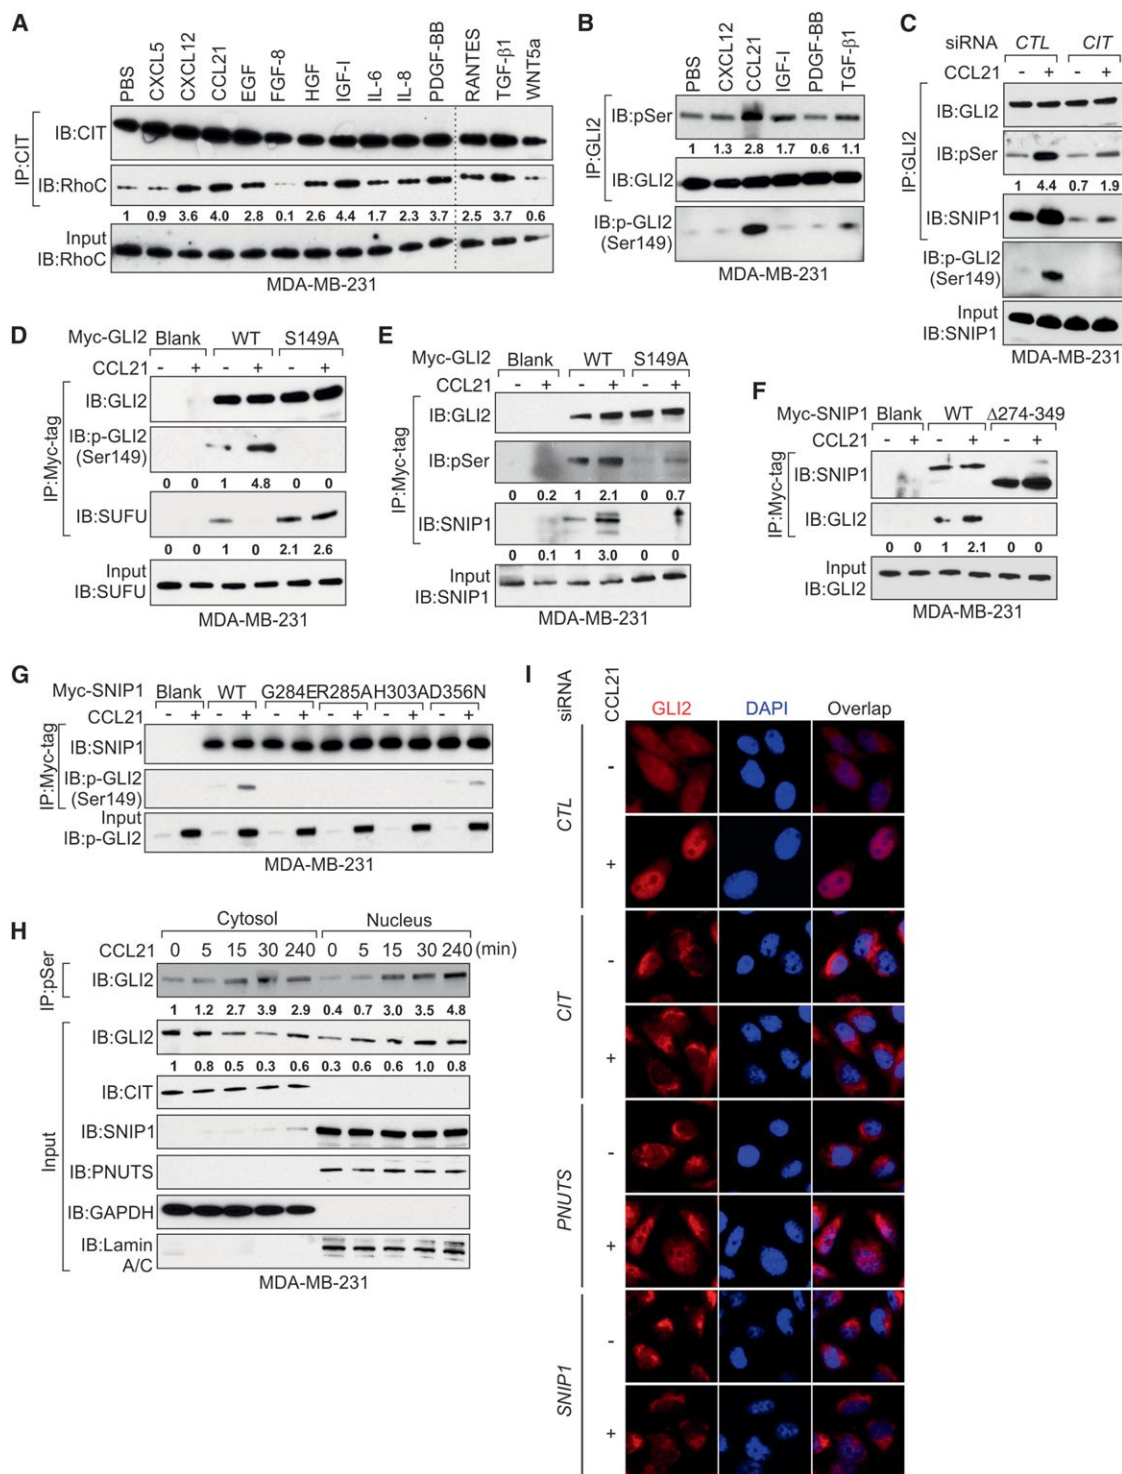 A
PBS CXCL5 CXCL12 CCL21 EGF FGF-8 HGF IGF-I IL-6 IL-8 PDGF-BB RANTES TGF-β1 WNT5a
IP:CIT
IB:CIT
IB:RhoC
1 0.9 3.6 4.0 2.8 0.1 2.6 4.4 1.7 2.3 3.7 2.5 3.7 0.6
Input
IB:RhoC
MDA-MB-231
B
PBS CXCL12 CCL21 IGF-I PDGF-BB TGF-β1
IP:GLI2
IB:pSer
1 1.3 2.8 1.7 0.6 1.1
IB:GLI2
IB:p-GLI2
(Ser149)
MDA-MB-231
C
siRNA CTL CIT
CCL21 - + - +
IP:GLI2
IB:GLI2
IB:pSer
1 4.4 0.7 1.9
IB:SNIP1
IB:p-GLI2
(Ser149)
Input
IB:SNIP1
MDA-MB-231
D
Myc-GLI2 Blank WT S149A
CCL21 - + - + - +
IP:Myc-tag
IB:GLI2
IB:p-GLI2
(Ser149)
0 0 1 4.8 0 0
IB:SUFU
0 0 1 0 2.1 2.6
Input
IB:SUFU
MDA-MB-231
E
Myc-GLI2 Blank WT S149A
CCL21 - + - + - +
IP:Myc-tag
IB:GLI2
IB:pSer
0 0.2 1 2.1 0 0.7
IB:SNIP1
0 0.1 1 3.0 0 0
Input
IB:SNIP1
MDA-MB-231
F
Myc-SNIP1 Blank WT Δ274-349
CCL21 - + - + - +
IP:Myc-tag
IB:SNIP1
IB:GLI2
0 0 1 2.1 0 0
Input
IB:GLI2
MDA-MB-231
G
Myc-SNIP1 Blank WT G284E R285A H303A D356N
CCL21 - + - + - + - + - + - +
IP:Myc-tag
IB:SNIP1
IB:p-GLI2
(Ser149)
Input
IB:p-GLI2
MDA-MB-231
H
Cytosol Nucleus
CCL21 0 5 15 30 240 0 5 15 30 240 (min)
IP:pSer
IB:GLI2
1 1.2 2.7 3.9 2.9 0.4 0.7 3.0 3.5 4.8
Input
IB:GLI2
1 0.8 0.5 0.3 0.6 0.3 0.6 0.6 1.0 0.8
IB:CIT
IB:SNIP1
IB:PNUTS
IB:GAPDH
IB:Lamin
A/C
MDA-MB-231
I
siRNA CCL21 GLI2 DAPI Overlap
CTL
-
+
CIT
-
+
PNUTS
-
+
SNIP1
-
+